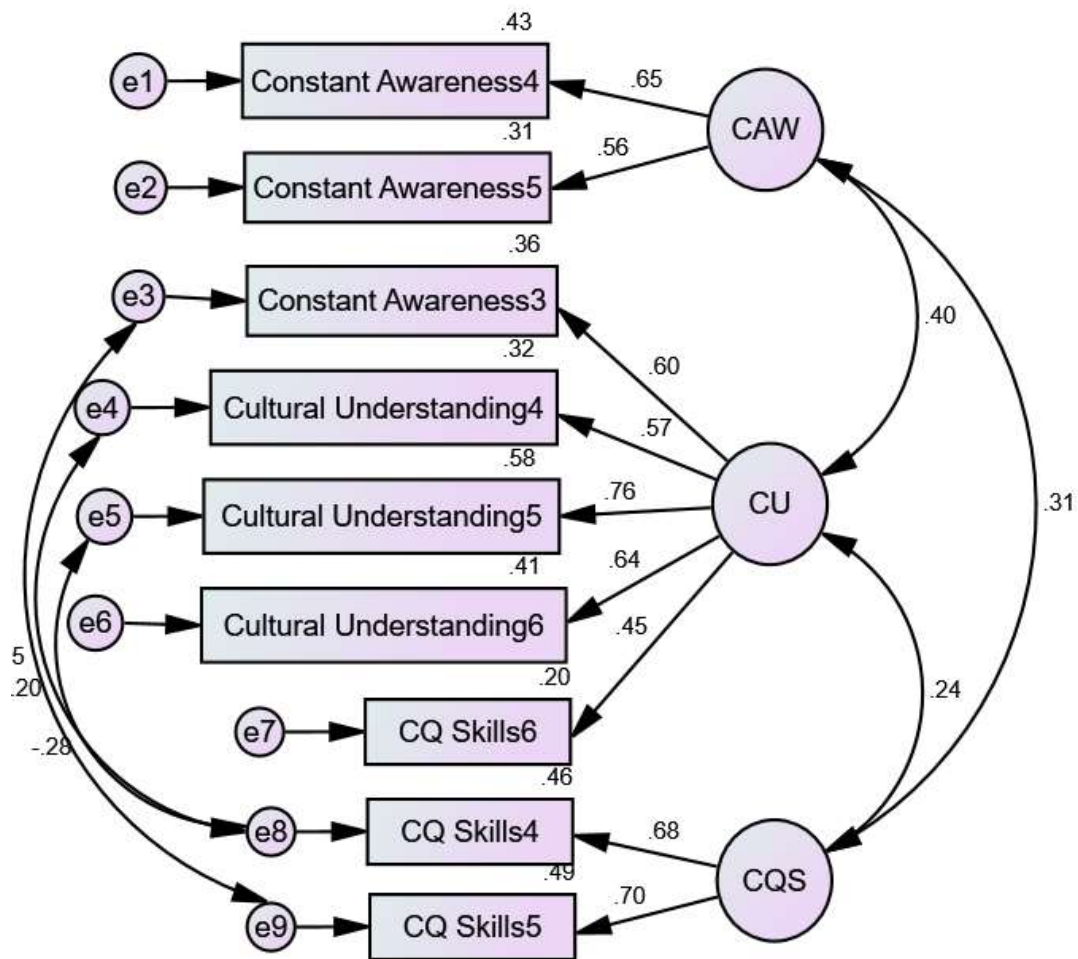 .43
e1
Constant Awareness4
.65
CAW
.31
e2
Constant Awareness5
.56
.36
e3
Constant Awareness3
.40
.32
.60
e4
Cultural Understanding4
.57
.58
e5
Cultural Understanding5
.76
CU
.31
.41
e6
Cultural Understanding6
.64
.45
5
.20
.20
.24
-.28
e7
CQ Skills6
.46
e8
CQ Skills4
.68
.49
CQS
e9
CQ Skills5
.70